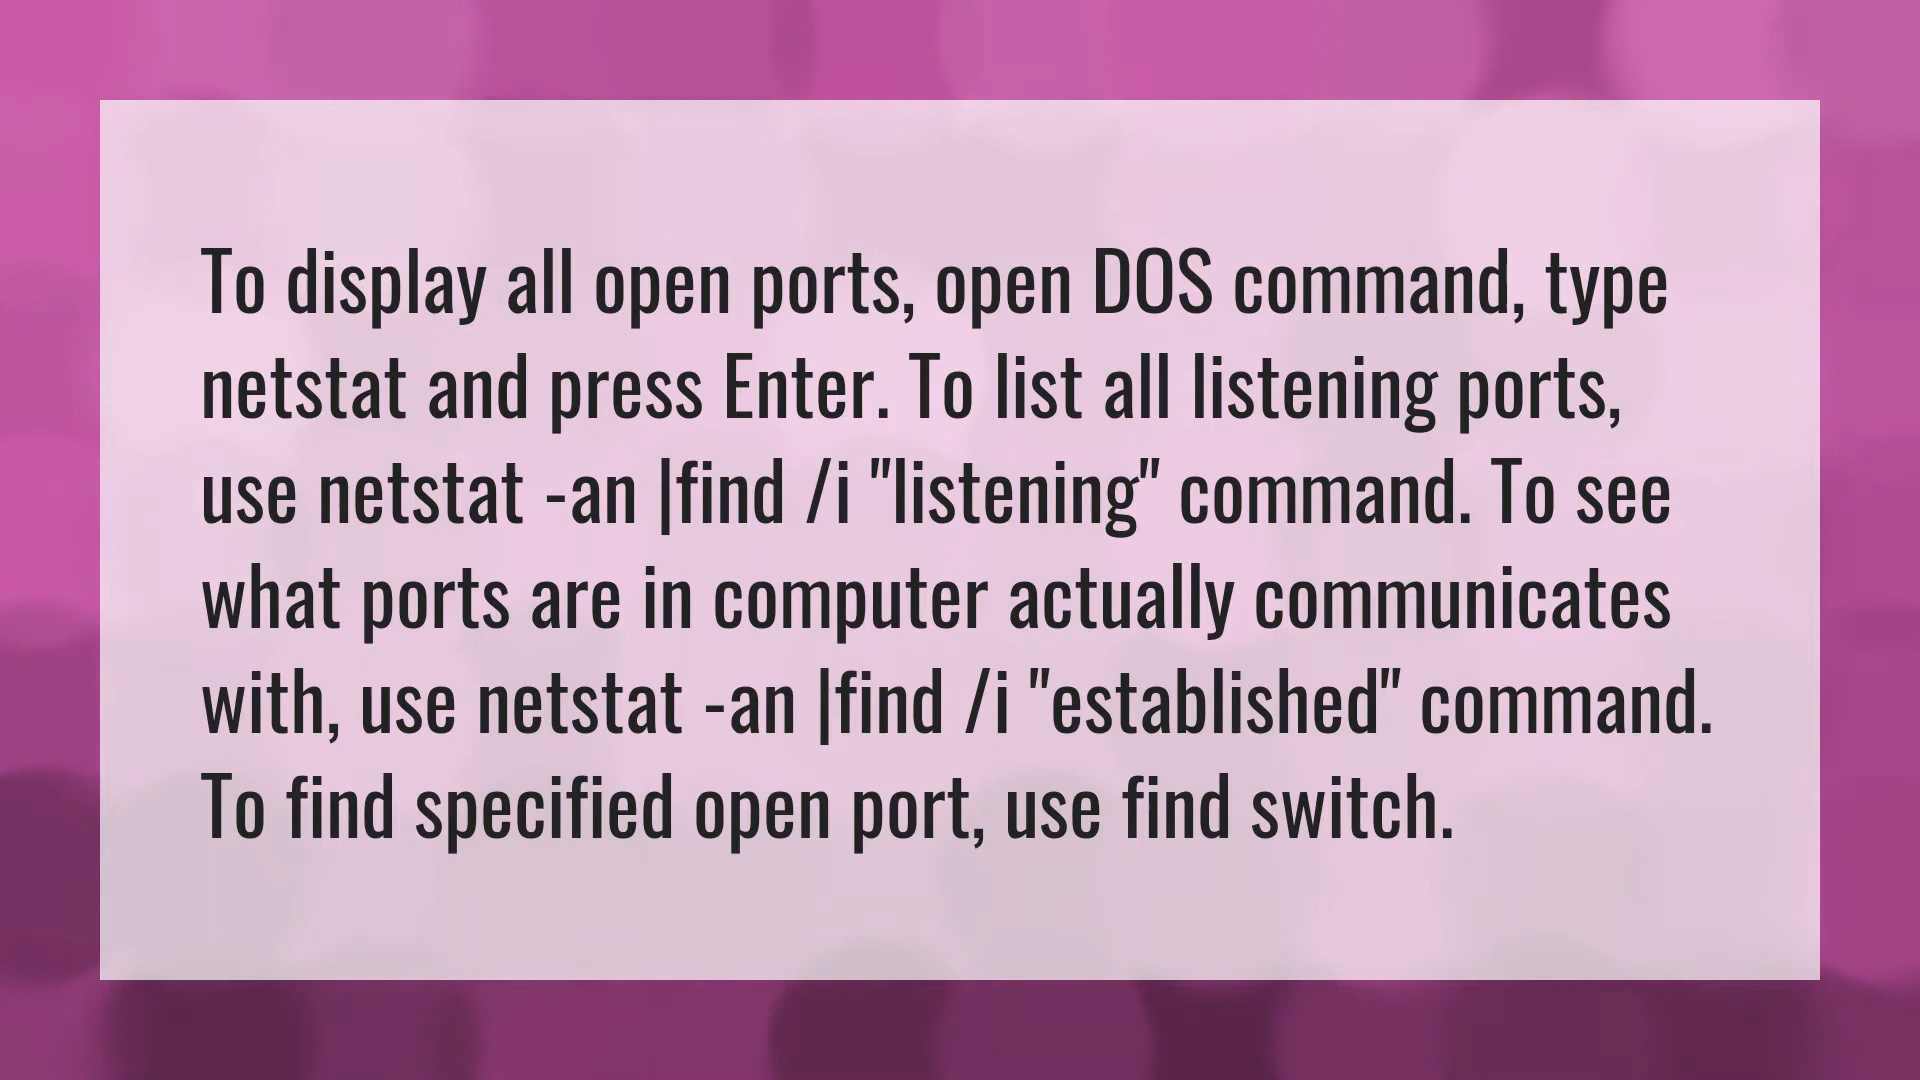 To display all open ports, open DOS command, type
netstat and press Enter. To list all listening ports,
use netstat -an |find /i "listening" command. To see
what ports are in computer actually communicates
with, use netstat -an |find /i "established" command.
To find specified open port, use find switch.